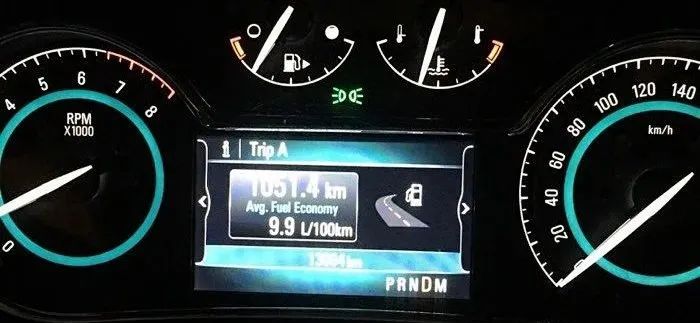 4
5
6
7
8
RPM
X1000
0
Trip A
1051.4 km
Avg. Fuel Economy
9.9 L/100km
PRNDM
140
120
100
80
60
40
20
km/h